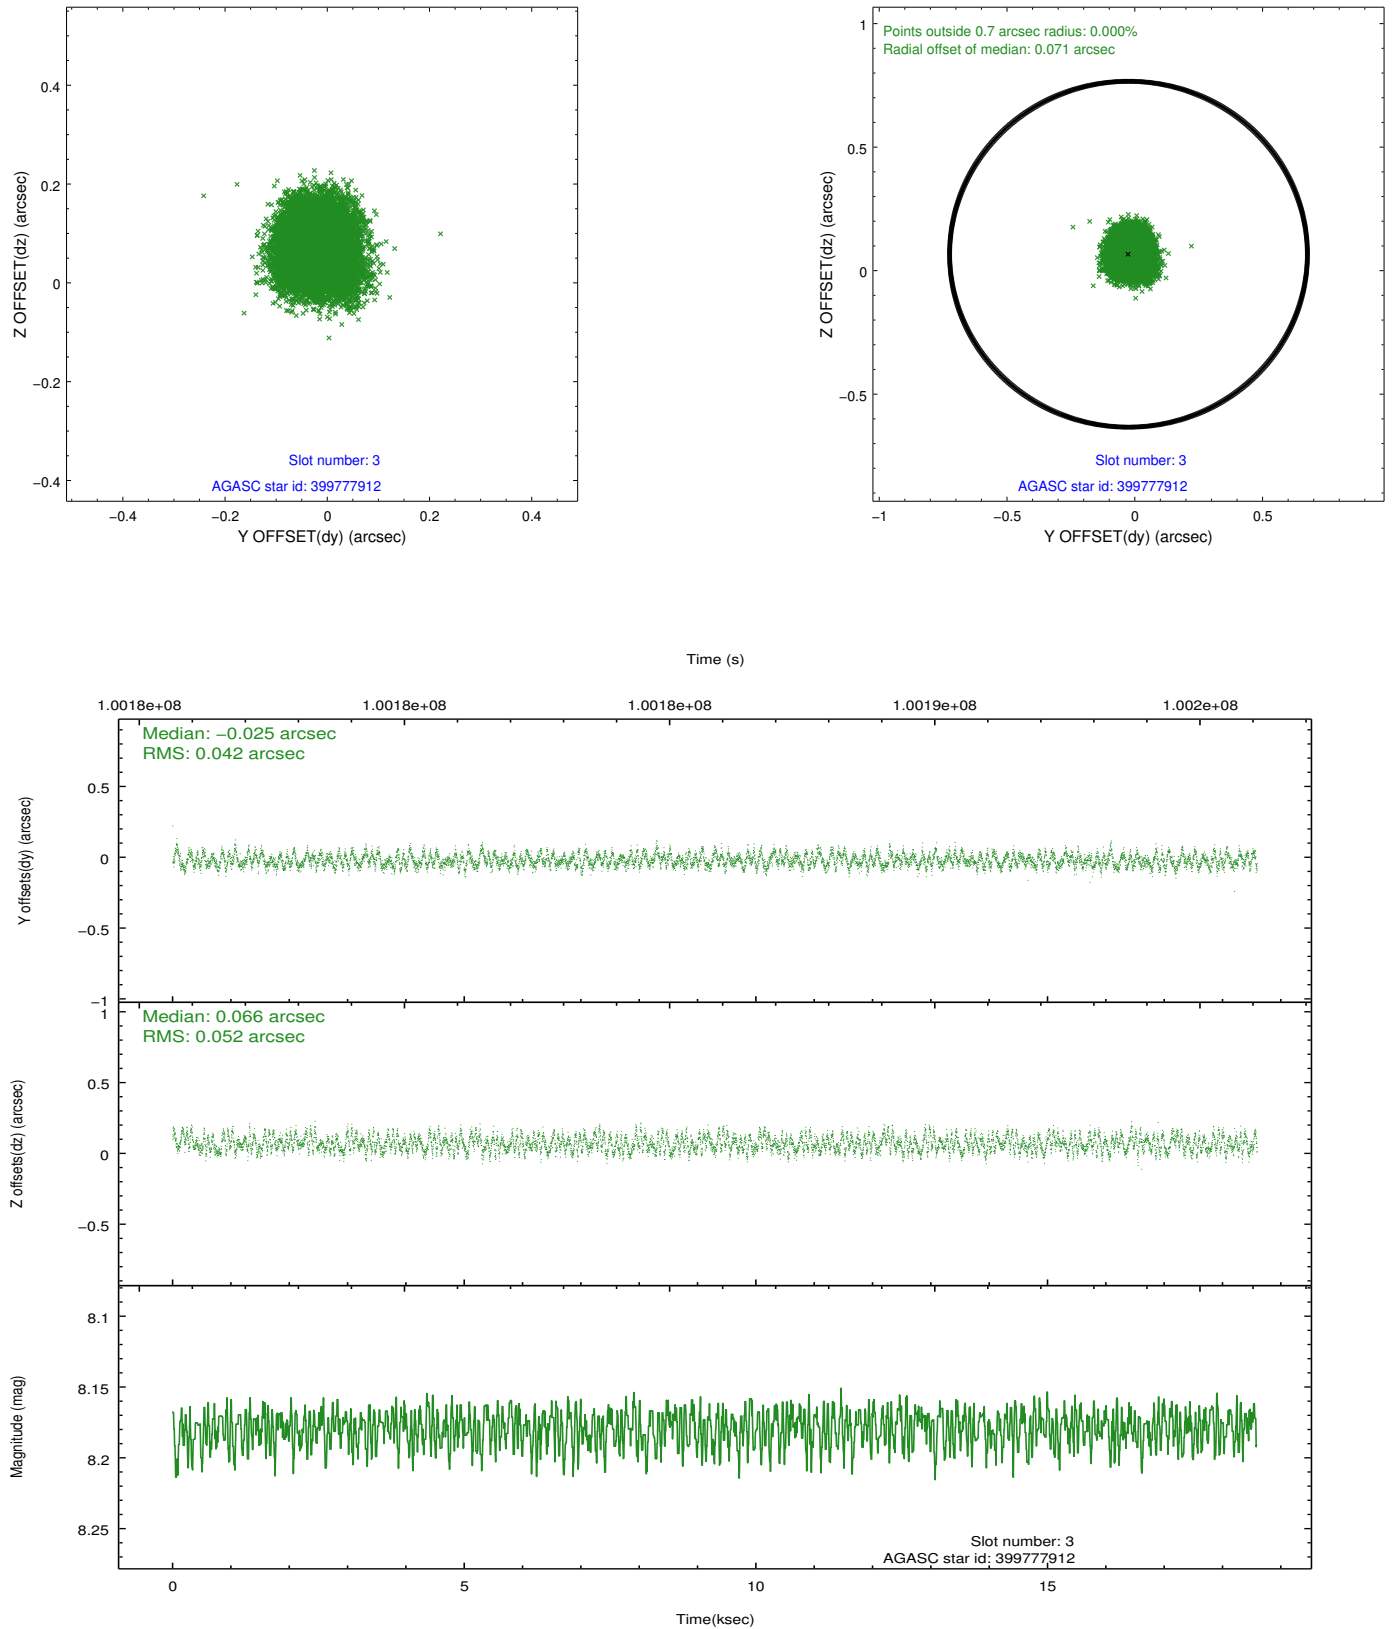 0.4
0.2
0
−0.2
−0.4
Z OFFSET(dz) (arcsec)
Slot number: 3
AGASC star id: 399777912
−0.4 −0.2 0 0.2 0.4
Y OFFSET(dy) (arcsec)
Points outside 0.7 arcsec radius: 0.000%
Radial offset of median: 0.071 arcsec
1
0.5
0
−0.5
Z OFFSET(dz) (arcsec)
Slot number: 3
AGASC star id: 399777912
−1 −0.5 0 0.5
Y OFFSET(dy) (arcsec)
Time (s)
1.0018e+08 1.0018e+08 1.0018e+08 1.0019e+08 1.002e+08
Median: −0.025 arcsec
RMS: 0.042 arcsec
0.5
0
−0.5
−1
Y offsets(dy) (arcsec)
Median: 0.066 arcsec
RMS: 0.052 arcsec
1
0.5
0
−0.5
Z offsets(dz) (arcsec)
8.1
8.15
8.2
8.25
Magnitude (mag)
Slot number: 3
AGASC star id: 399777912
0 5 10 15
Time(ksec)